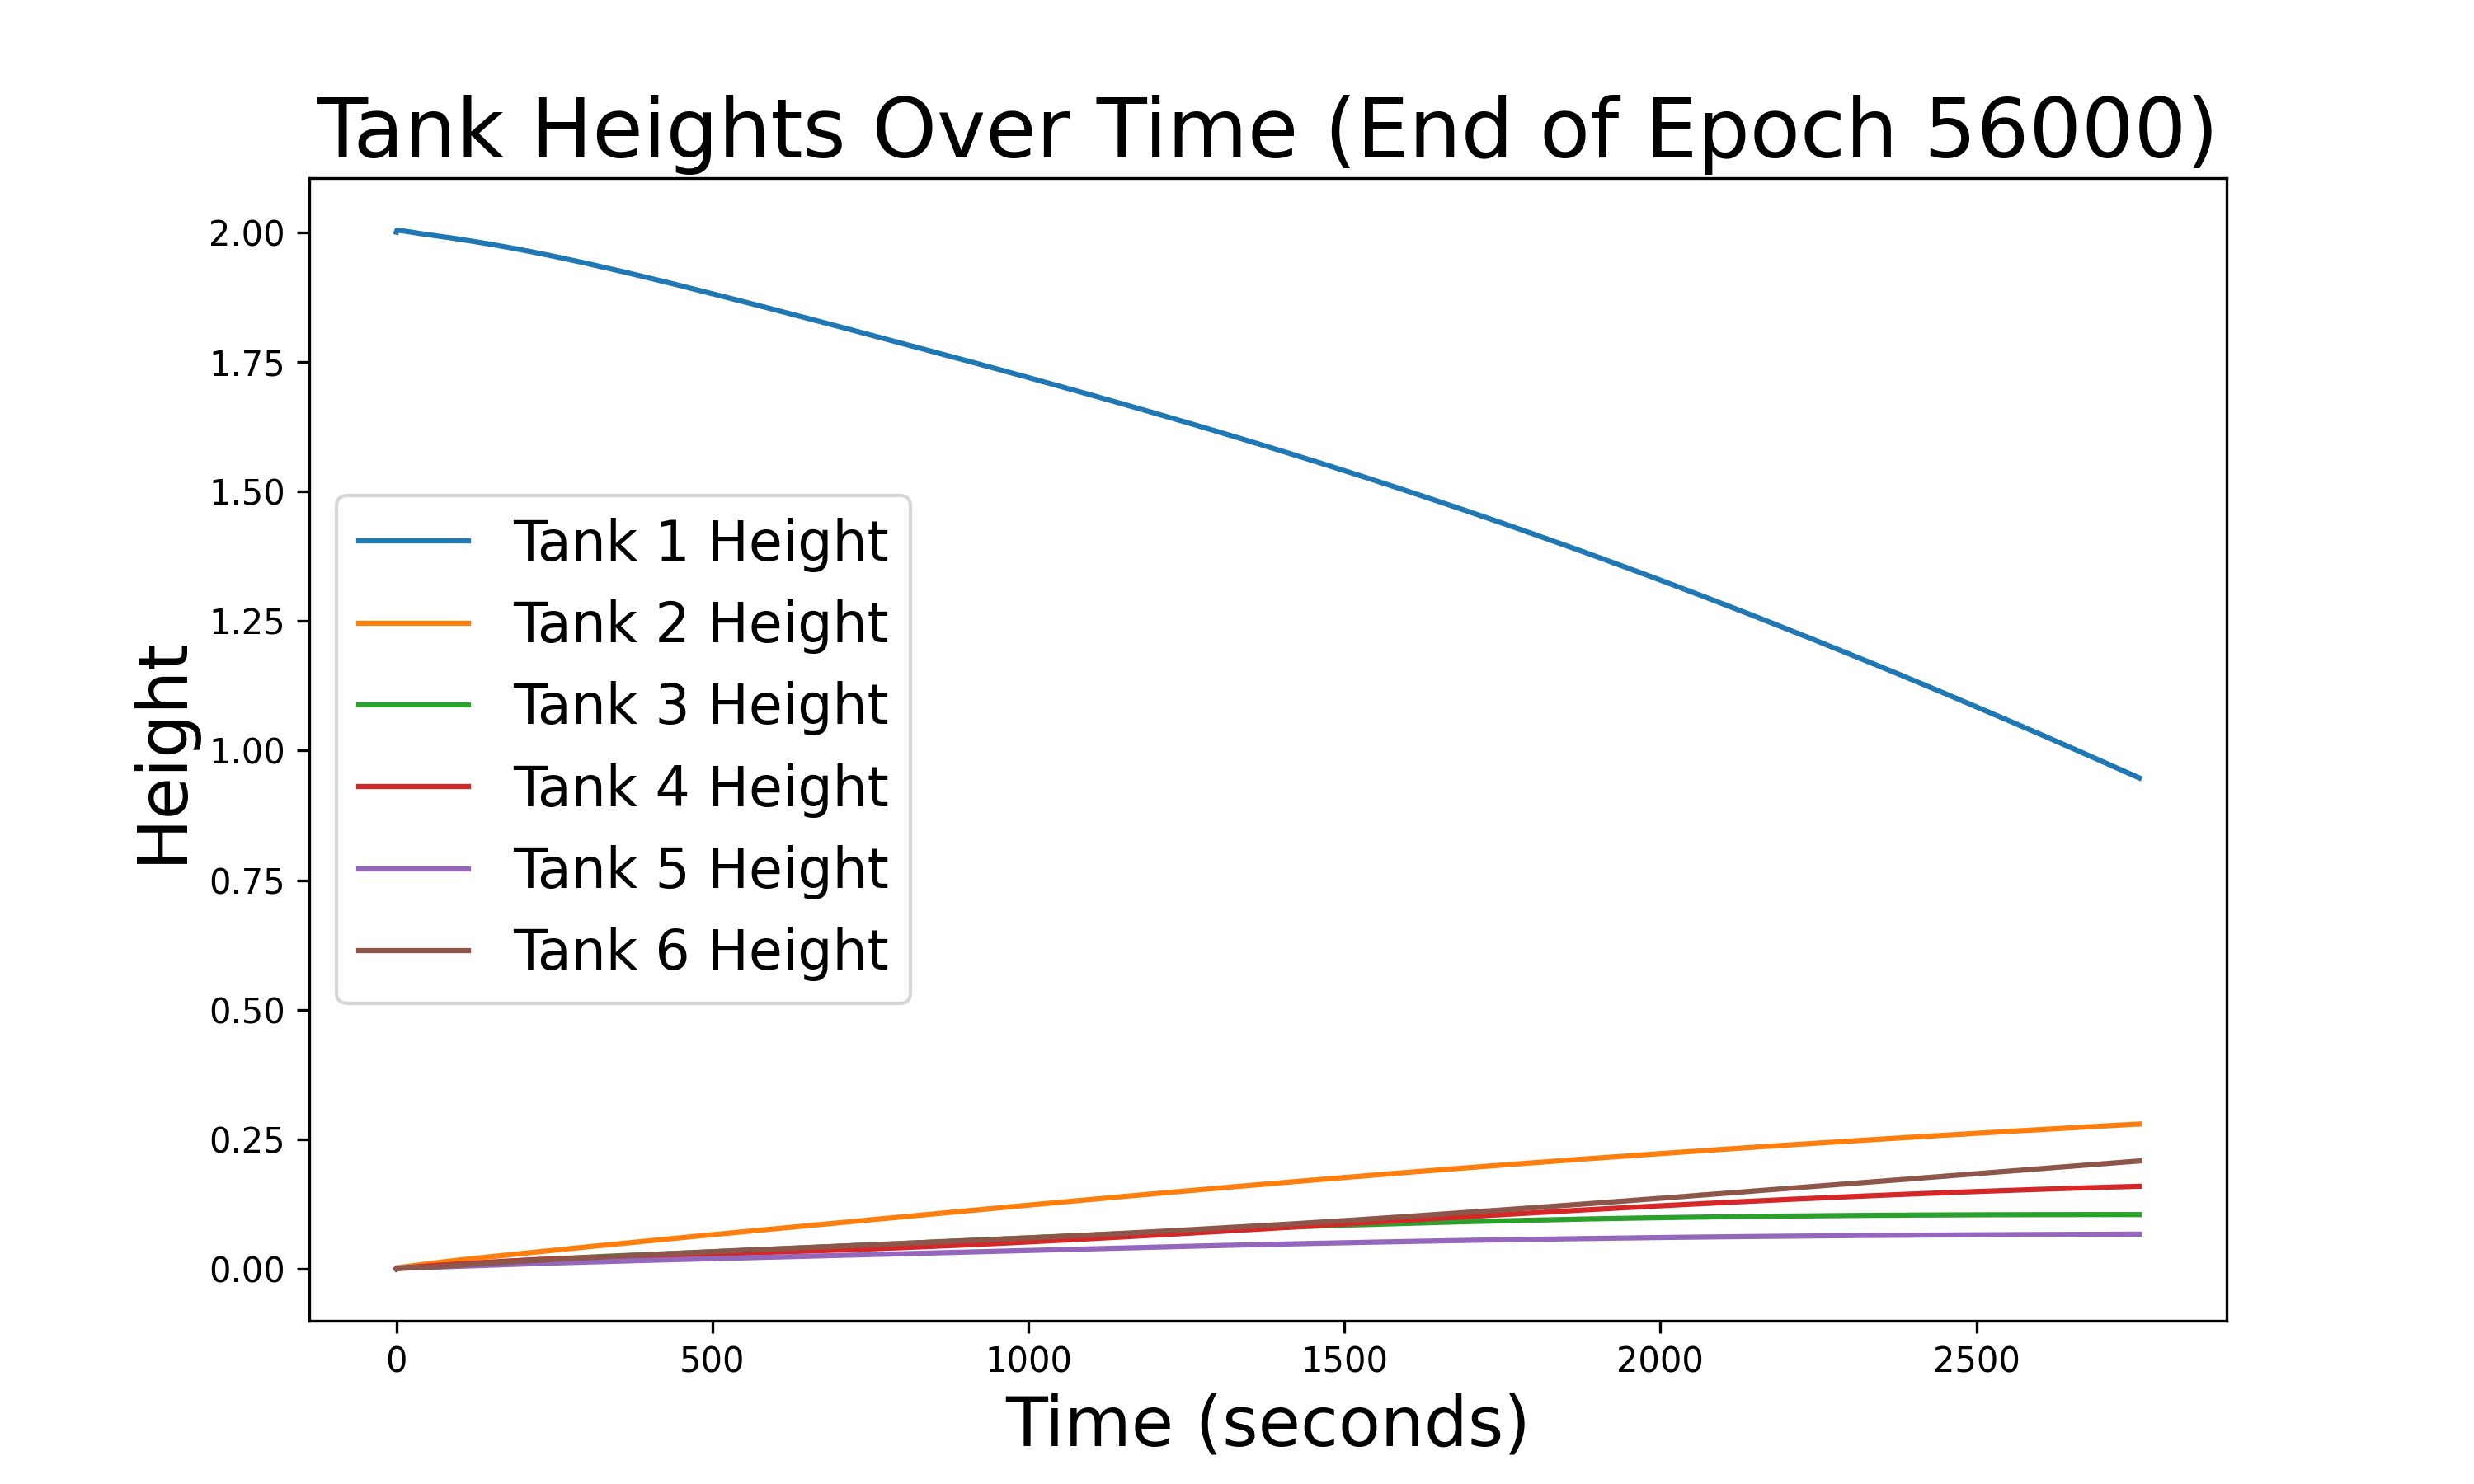 Tank Heights Over Time (End of Epoch 56000)
Height
2.00
1.75
1.50
1.25
1.00
0.75
0.50
0.25
0.00
Tank 1 Height
Tank 2 Height
Tank 3 Height
Tank 4 Height
Tank 5 Height
Tank 6 Height
0 500 1000 1500 2000 2500
Time (seconds)